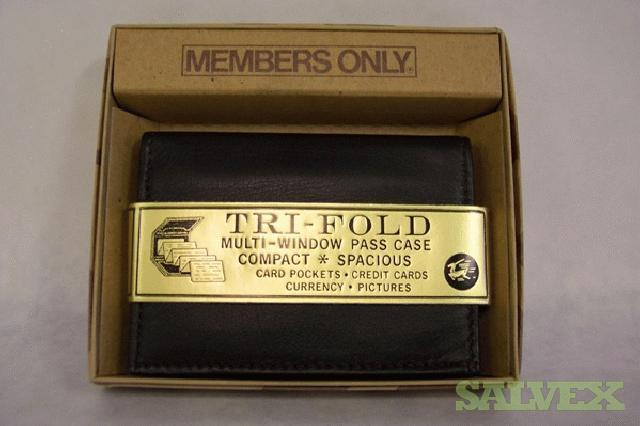 MEMBERS ONLY®
TRI-FOLD
MULTI-WINDOW PASS CASE
COMPACT * SPACIOUS
CARD POCKETS • CREDIT CARDS
CURRENCY • PICTURES
SALVEX